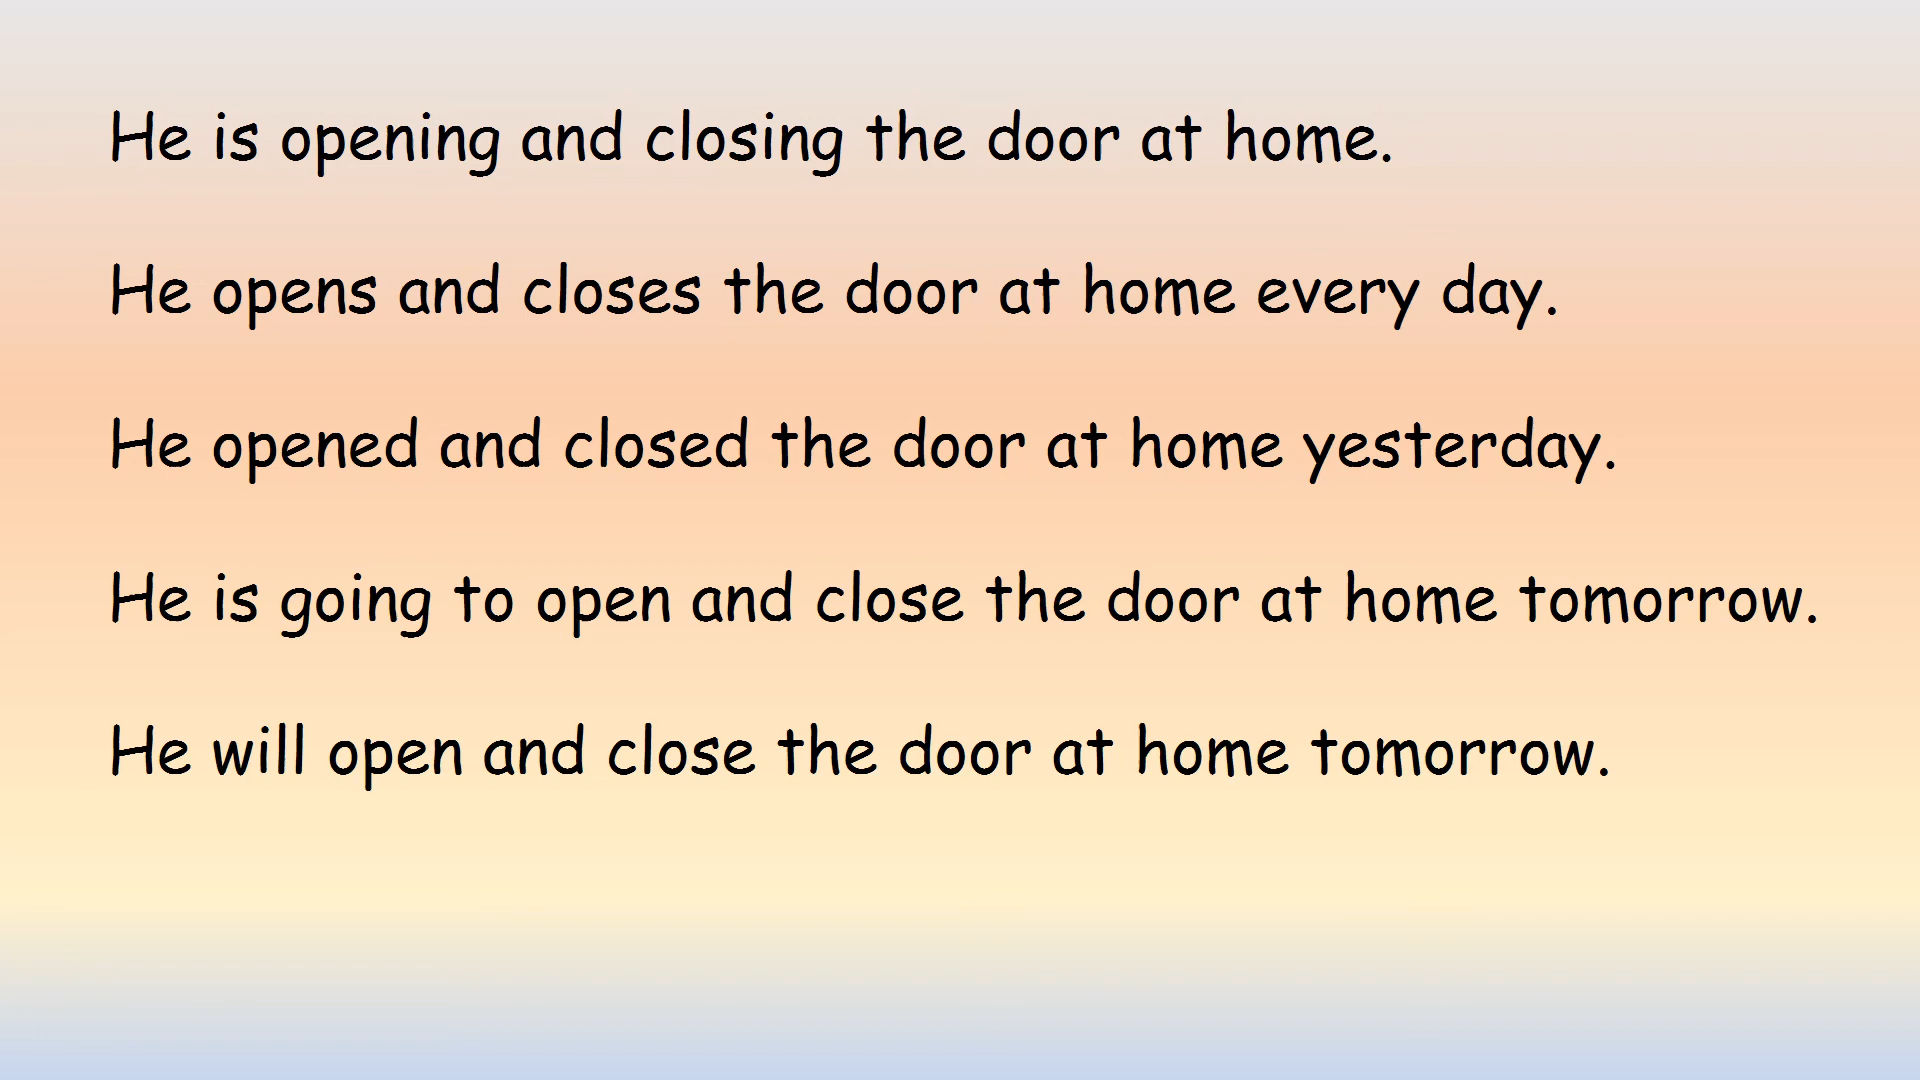 He is opening and closing the door at home.
He opens and closes the door at home every day.
He opened and closed the door at home yesterday.
He is going to open and close the door at home tomorrow.
He will open and close the door at home tomorrow.